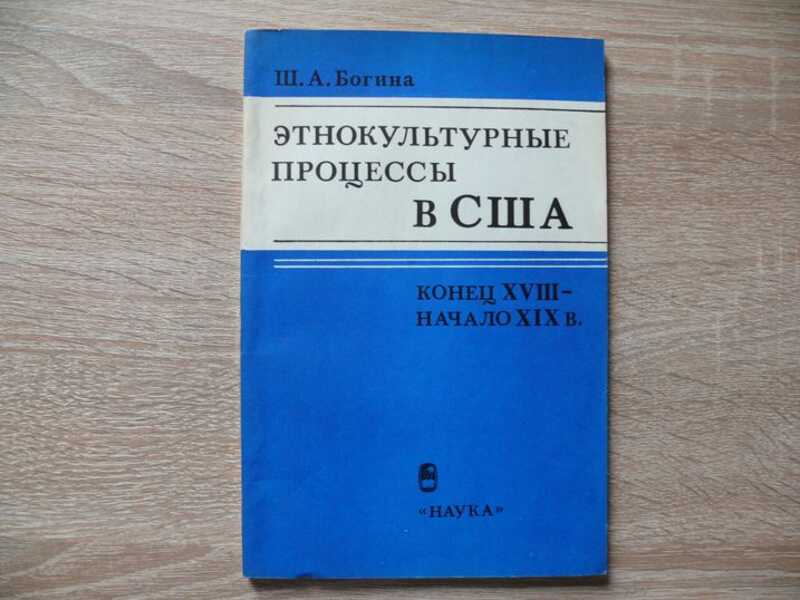 Ш. А. Богина
ЭТНОКУЛЬТУРНЫЕ
ПРОЦЕССЫ
В США
КОНЕЦ XVIII–
НАЧАЛО XIX В.
«НАУКА»